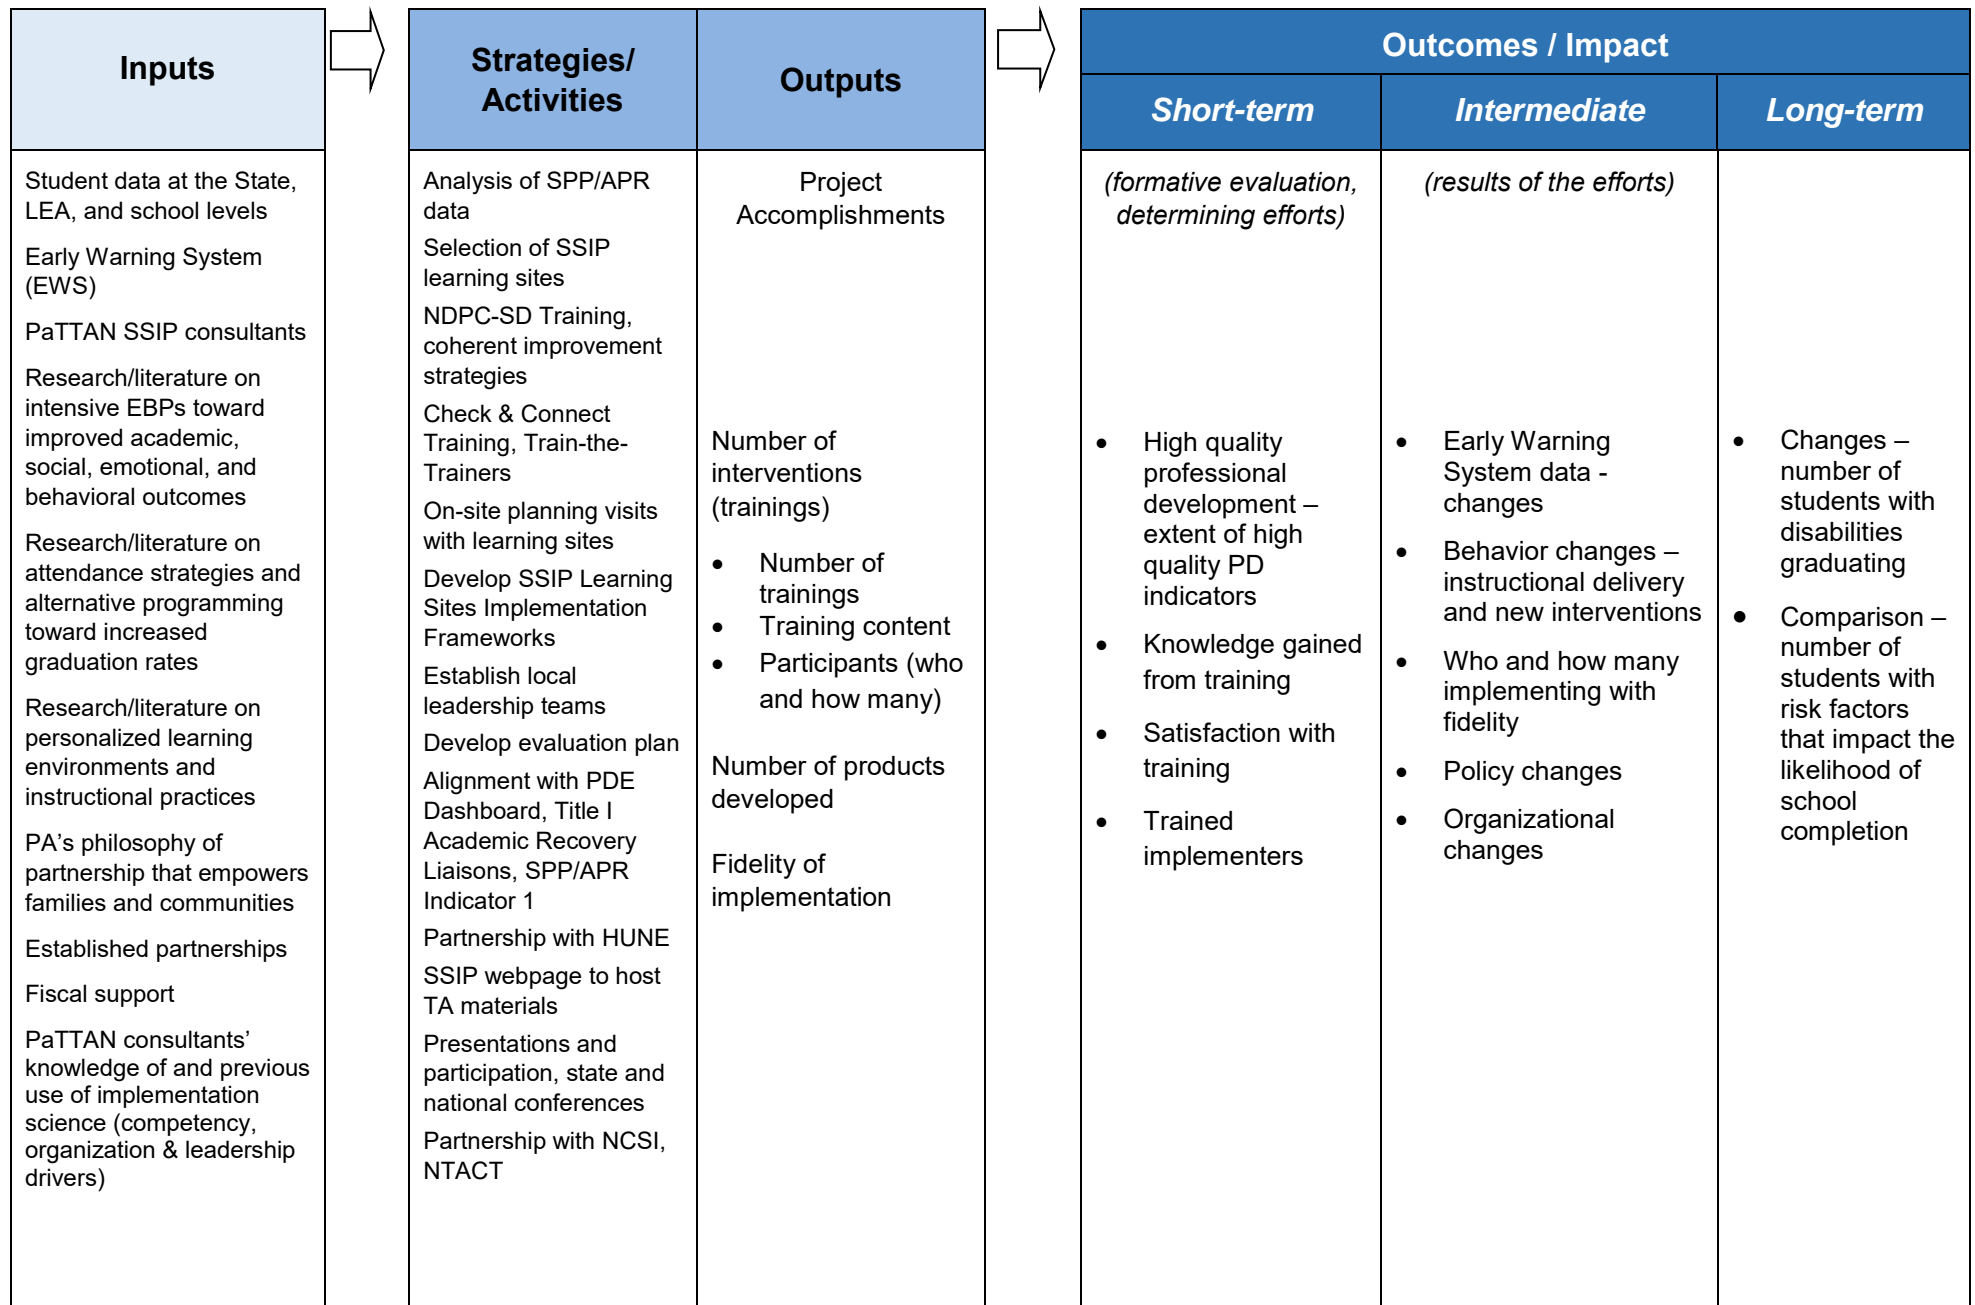 Inputs
Student data at the State,
LEA, and school levels
Early Warning System
(EWS)
PaTTAN SSIP consultants
Research/literature on
intensive EBPs toward
improved academic,
social, emotional, and
behavioral outcomes
Research/literature on
attendance strategies and
alternative programming
toward increased
graduation rates
Research/literature on
personalized learning
environments and
instructional practices
PA’s philosophy of
partnership that empowers
families and communities
Established partnerships
Fiscal support
PaTTAN consultants’
knowledge of and previous
use of implementation
science (competency,
organization & leadership
drivers)
Strategies/
Activities
Analysis of SPP/APR
data
Selection of SSIP
learning sites
NDPC-SD Training,
coherent improvement
strategies
Check & Connect
Training, Train-the-
Trainers
On-site planning visits
with learning sites
Develop SSIP Learning
Sites Implementation
Frameworks
Establish local
leadership teams
Develop evaluation plan
Alignment with PDE
Dashboard, Title I
Academic Recovery
Liaisons, SPP/APR
Indicator 1
Partnership with HUNE
SSIP webpage to host
TA materials
Presentations and
participation, state and
national conferences
Partnership with NCSI,
NTACT
Outputs
Project
Accomplishments
Number of
interventions
(trainings)
• Number of
trainings
• Training content
• Participants (who
and how many)
Number of products
developed
Fidelity of
implementation
Outcomes / Impact
Short-term
(formative evaluation,
determining efforts)
• High quality
professional
development –
extent of high
quality PD
indicators
• Knowledge gained
from training
• Satisfaction with
training
• Trained
implementers
Intermediate
(results of the efforts)
• Early Warning
System data -
changes
• Behavior changes –
instructional delivery
and new interventions
• Who and how many
implementing with
fidelity
• Policy changes
• Organizational
changes
Long-term
• Changes –
number of
students with
disabilities
graduating
• Comparison –
number of
students with
risk factors
that impact the
likelihood of
school
completion